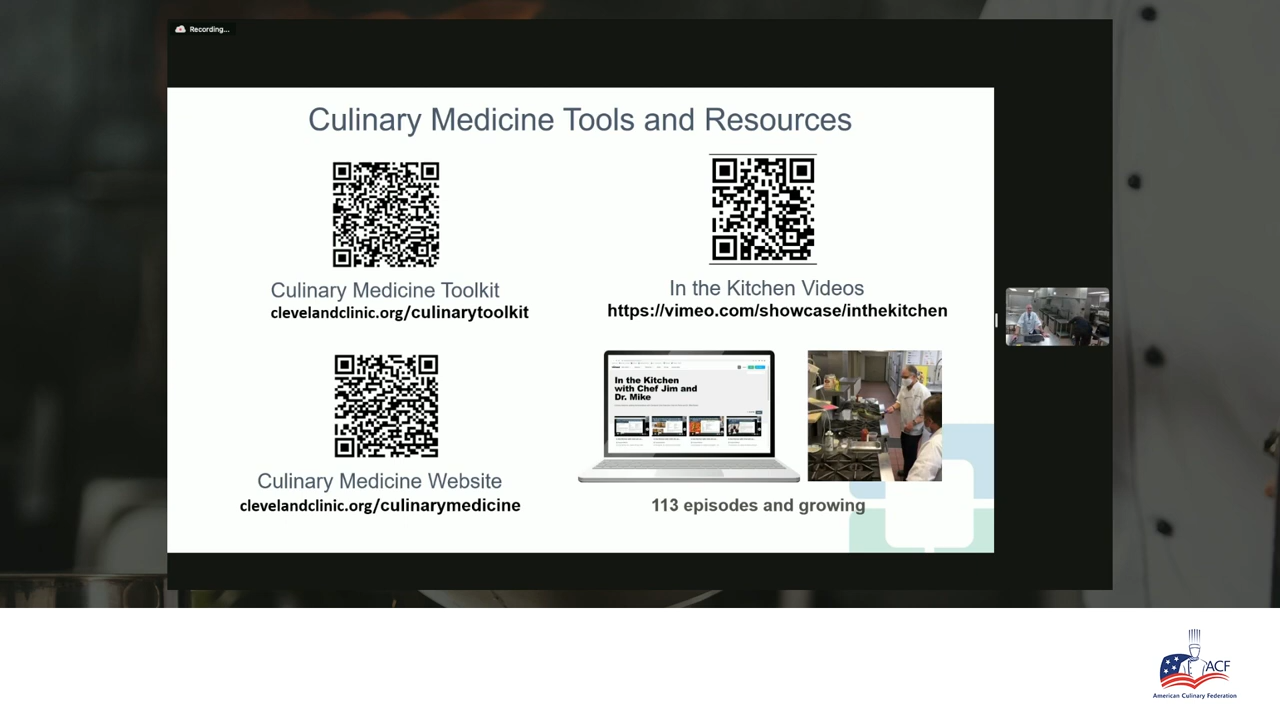 Recording...
Culinary Medicine Tools and Resources
Culinary Medicine Toolkit
clevelandclinic.org/culinarytoolkit
In the Kitchen Videos
https://vimeo.com/showcase/inthekitchen
In the Kitchen
with Chef Jim and
Dr. Mike
Culinary Medicine Website
clevelandclinic.org/culinarymedicine
113 episodes and growing
ACF
American Culinary Federation